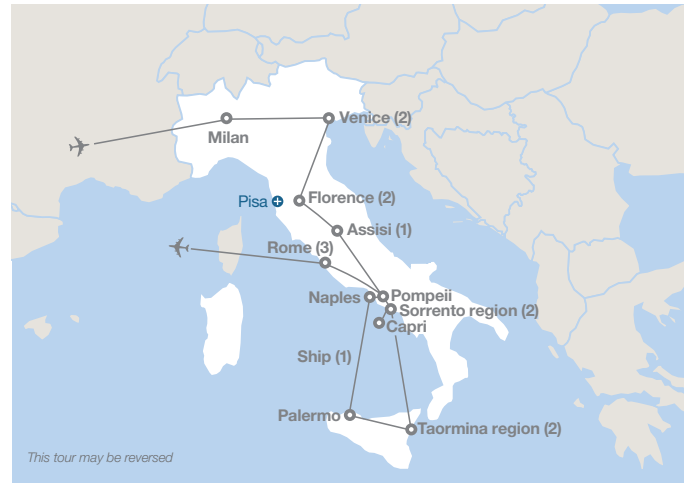 Milan
Venice (2)
Pisa
Florence (2)
Assisi (1)
Rome (3)
Naples
Pompeii
Sorrento region (2)
Capri
Ship (1)
Palermo
Taormina region (2)
This tour may be reversed